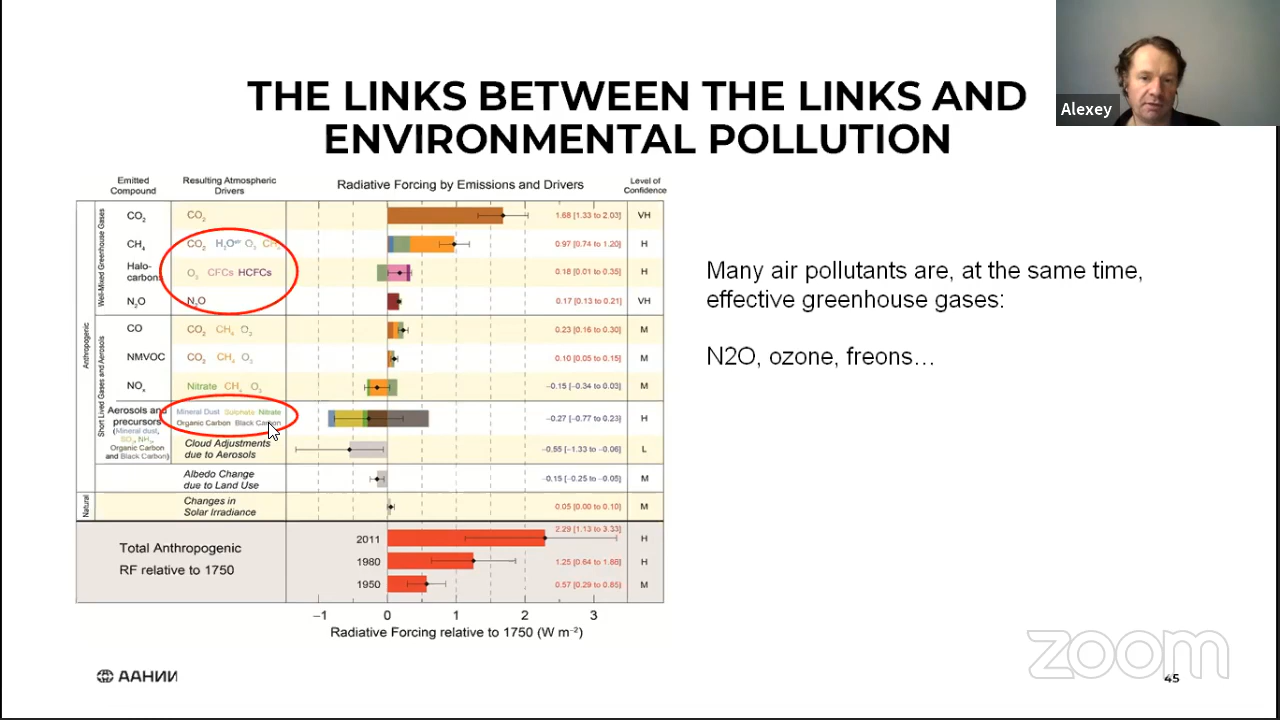 Alexey
THE LINKS BETWEEN THE LINKS AND
ENVIRONMENTAL POLLUTION
Emitted
Compound
Resulting Atmospheric
Drivers
Radiative Forcing by Emissions and Drivers
Level of
Confidence
Anthropogenic
Well-Mixed Greenhouse Gases
CO₂ CO₂ 1.68 [1.33 to 2.03] VH
CH₄ CO₂ H₂Oˢᵗʳ O₃ CH₄ 0.97 [0.74 to 1.20] H
Halo-
carbons O₃ CFCs HCFCs 0.18 [0.01 to 0.35] H
N₂O N₂O 0.17 [0.13 to 0.21] VH
Short Lived Gases and Aerosols
CO CO₂ CH₄ O₃ 0.23 [0.16 to 0.30] M
NMVOC CO₂ CH₄ O₃ 0.10 [0.05 to 0.15] M
NOₓ Nitrate CH₄ O₃ −0.15 [−0.34 to 0.03] M
Aerosols and
precursors
(Mineral dust,
SO₂, NH₃,
Organic Carbon
and Black Carbon)
Mineral Dust Sulphate Nitrate
Organic Carbon Black Carbon
−0.27 [−0.77 to 0.23] H
Cloud Adjustments
due to Aerosols
−0.55 [−1.33 to −0.06] L
Albedo Change
due to Land Use
−0.15 [−0.25 to −0.05] M
Natural
Changes in
Solar Irradiance
0.05 [0.00 to 0.10] M
Total Anthropogenic
RF relative to 1750
2011 2.29 [1.13 to 3.33] H
1980 1.25 [0.64 to 1.86] H
1950 0.57 [0.29 to 0.85] M
−1 0 1 2 3
Radiative Forcing relative to 1750 (W m⁻²)
Many air pollutants are, at the same time,
effective greenhouse gases:
N2O, ozone, freons…
ААНИИ
zoom
45